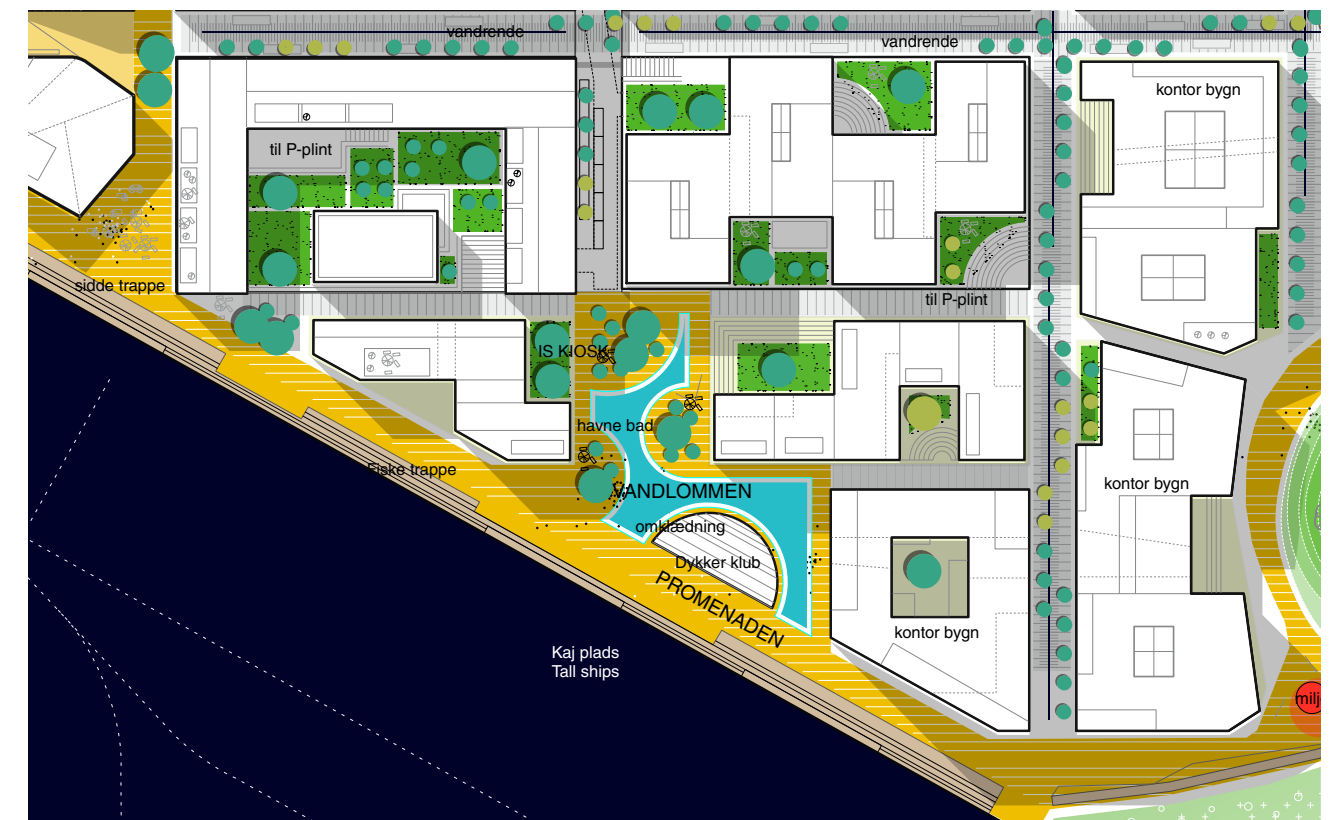 vandrende
vandrende
kontor bygn
til P-plint
sidde trappe
til P-plint
IS KIOSK
havne bad
Fiske trappe
VANDLOMMEN
kontor bygn
omklædning
Dykker klub
PROMENADEN
kontor bygn
Kaj plads
Tall ships
milj